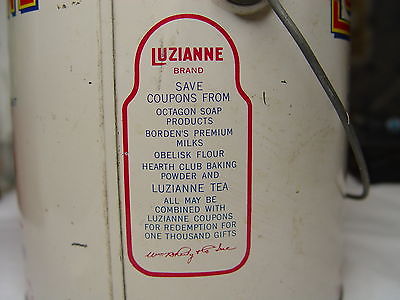 LUZIANNE
BRAND
SAVE
COUPONS FROM
OCTAGON SOAP
PRODUCTS
BORDEN'S PREMIUM
MILKS
OBELISK FLOUR
HEARTH CLUB BAKING
POWDER AND
LUZIANNE TEA
ALL MAY BE
COMBINED WITH
LUZIANNE COUPONS
FOR REDEMPTION FOR
ONE THOUSAND GIFTS